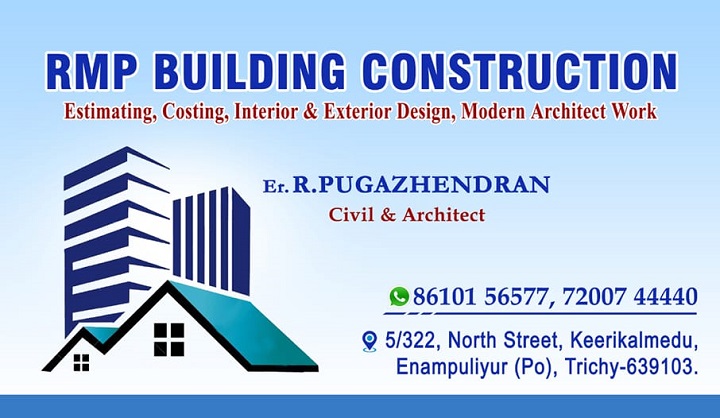 RMP BUILDING CONSTRUCTION
Estimating, Costing, Interior & Exterior Design, Modern Architect Work
Er. R.PUGAZHENDRAN
Civil & Architect
86101 56577, 72007 44440
5/322, North Street, Keerikalmedu,
Enampuliyur (Po), Trichy-639103.